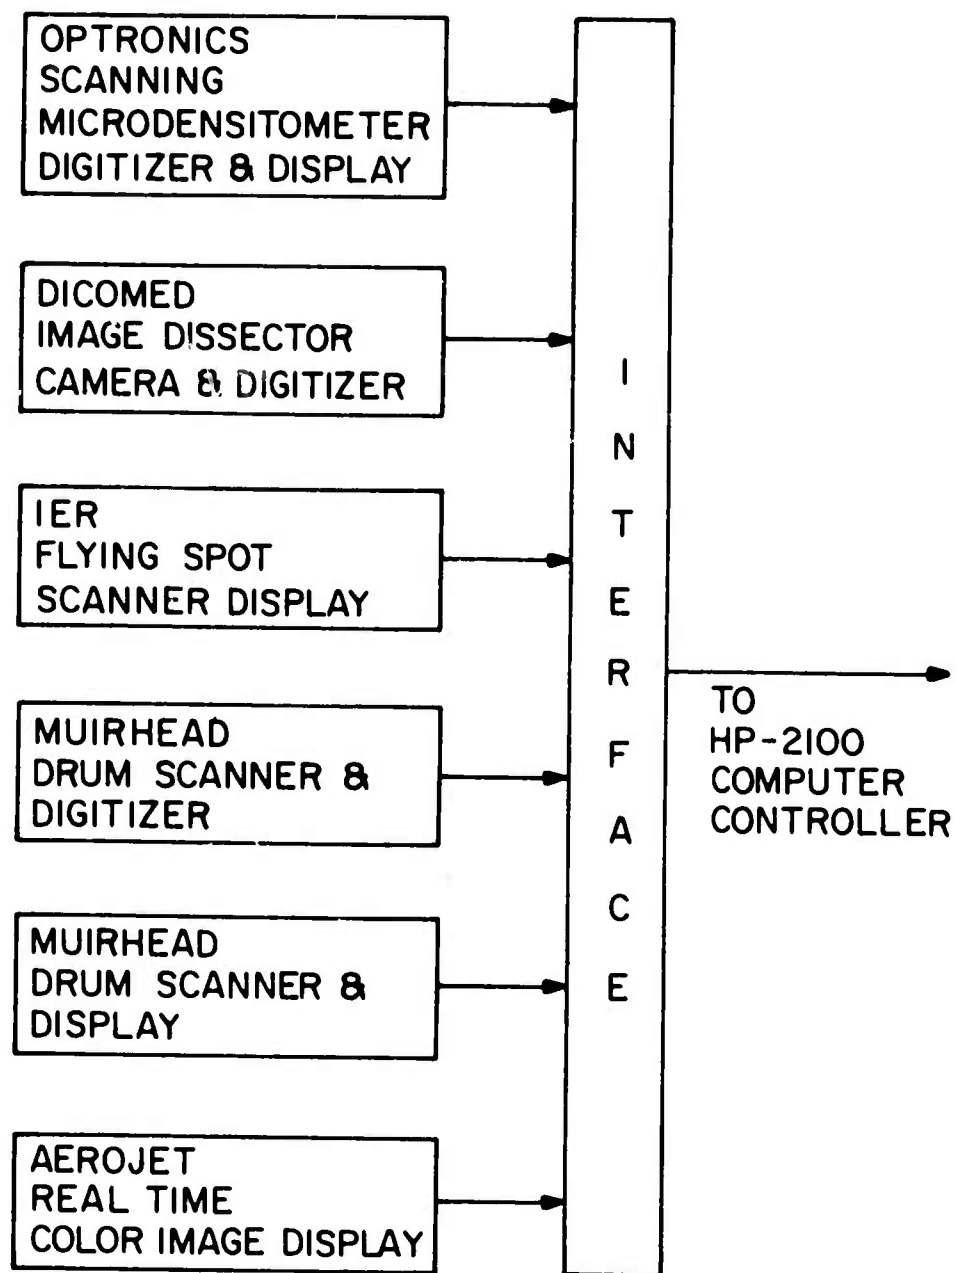 OPTRONICS
SCANNING
MICRODENSITOMETER
DIGITIZER & DISPLAY
DICOMED
IMAGE DISSECTOR
CAMERA & DIGITIZER
IER
FLYING SPOT
SCANNER DISPLAY
MUIRHEAD
DRUM SCANNER &
DIGITIZER
MUIRHEAD
DRUM SCANNER &
DISPLAY
AEROJET
REAL TIME
COLOR IMAGE DISPLAY
INTERFACE
TO
HP-2100
COMPUTER
CONTROLLER